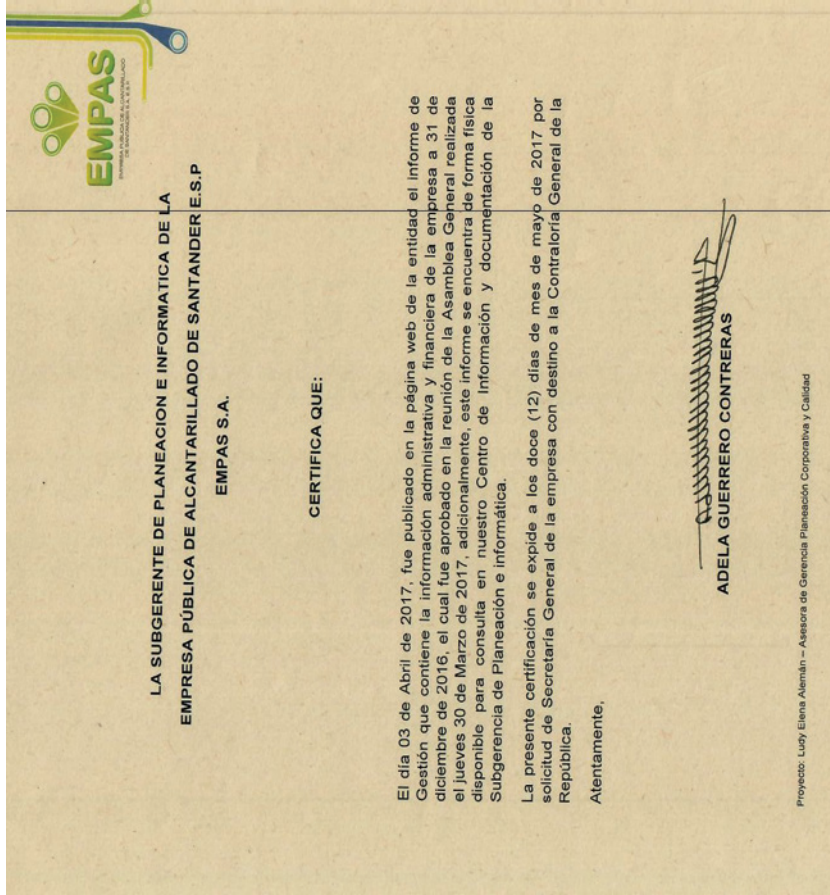 EMPAS
EMPRESA PÚBLICA DE ALCANTARILLADO
DE SANTANDER S.A. E.S.P.
LA SUBGERENTE DE PLANEACION E INFORMATICA DE LA
EMPRESA PÚBLICA DE ALCANTARILLADO DE SANTANDER E.S.P
EMPAS S.A.
CERTIFICA QUE:
El día 03 de Abril de 2017, fue publicado en la página web de la entidad el informe de
Gestión que contiene la información administrativa y financiera de la empresa a 31 de
diciembre de 2016, el cual fue aprobado en la reunión de la Asamblea General realizada
el jueves 30 de Marzo de 2017, adicionalmente, este informe se encuentra de forma física
disponible para consulta en nuestro Centro de Información y documentación de la
Subgerencia de Planeación e informática.
La presente certificación se expide a los doce (12) días de mes de mayo de 2017 por
solicitud de Secretaría General de la empresa con destino a la Contraloría General de la
República.
Atentamente,
ADELA GUERRERO CONTRERAS
Proyecto: Ludy Elena Alemán – Asesora de Gerencia Planeación Corporativa y Calidad